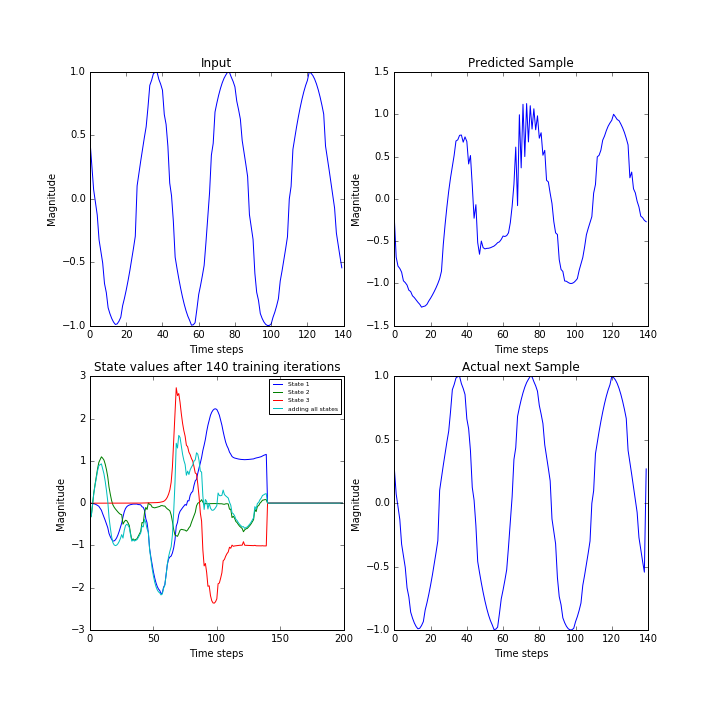 Input
Magnitude
1.0
0.5
0.0
−0.5
−1.0
0 20 40 60 80 100 120 140
Time steps
Predicted Sample
Magnitude
1.5
1.0
0.5
0.0
−0.5
−1.0
−1.5
0 20 40 60 80 100 120 140
Time steps
State values after 140 training iterations
Magnitude
3
2
1
0
−1
−2
−3
0 50 100 150 200
Time steps
State 1
State 2
State 3
adding all states
Actual next Sample
Magnitude
1.0
0.5
0.0
−0.5
−1.0
0 20 40 60 80 100 120 140
Time steps